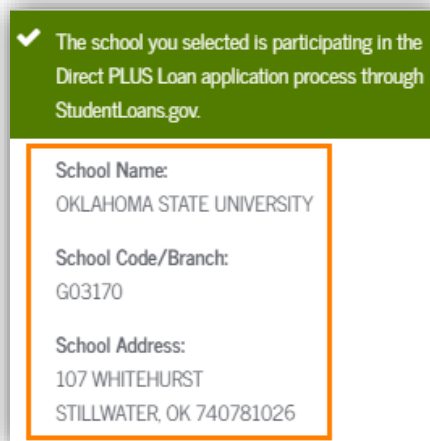 The school you selected is participating in the
Direct PLUS Loan application process through
StudentLoans.gov.
School Name:
OKLAHOMA STATE UNIVERSITY
School Code/Branch:
G03170
School Address:
107 WHITEHURST
STILLWATER, OK 740781026